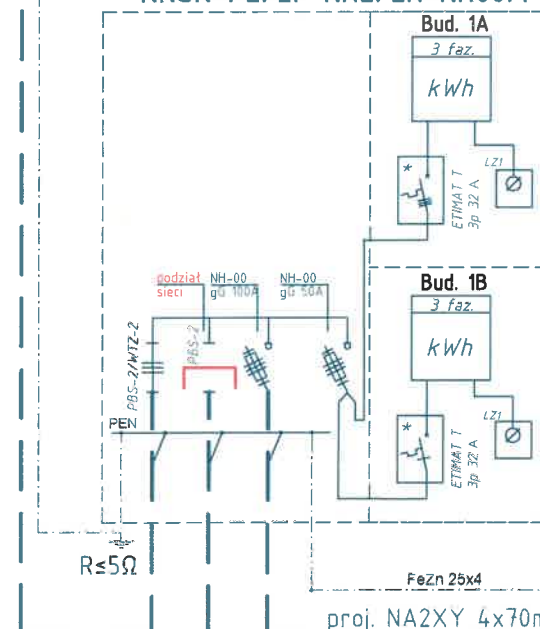 Bud. 1A
3 faz.
kWh
*
LZ1
ETIMAT T
3p 32 A
podział
sieci
NH-00
gG 100A
NH-00
gG 50A
PBS-2/WTZ-2
PBS-2
PEN
Bud. 1B
3 faz.
kWh
*
LZ1
ETIMAT T
3p 32 A
R≤5Ω
FeZn 25x4
proj. NA2XY 4x70m